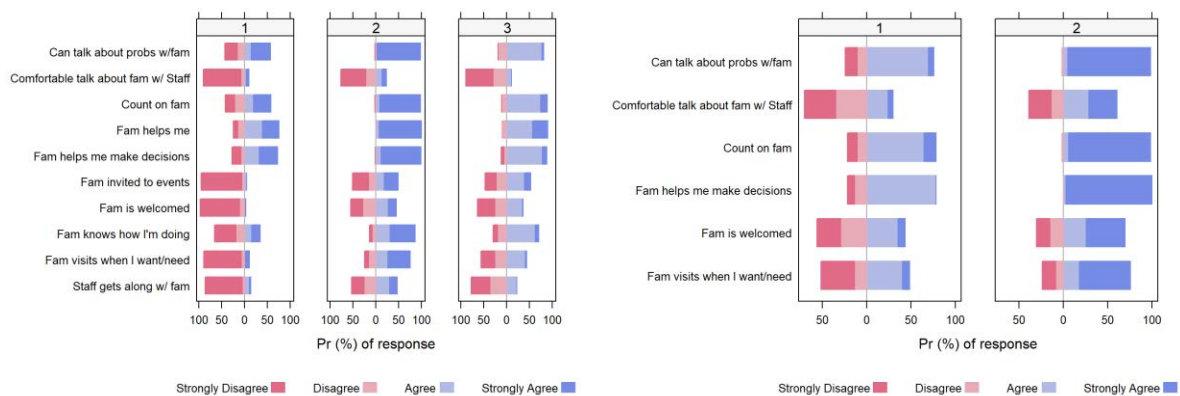 1
2
3
Can talk about probs w/fam
Comfortable talk about fam w/ Staff
Count on fam
Fam helps me
Fam helps me make decisions
Fam invited to events
Fam is welcomed
Fam knows how I'm doing
Fam visits when I want/need
Staff gets along w/ fam
100 50 0 50 100
100 50 0 50 100
100 50 0 50 100
Pr (%) of response
Strongly Disagree Disagree Agree Strongly Agree
1
2
Can talk about probs w/fam
Comfortable talk about fam w/ Staff
Count on fam
Fam helps me make decisions
Fam is welcomed
Fam visits when I want/need
50 0 50 100
50 0 50 100
Pr (%) of response
Strongly Disagree Disagree Agree Strongly Agree